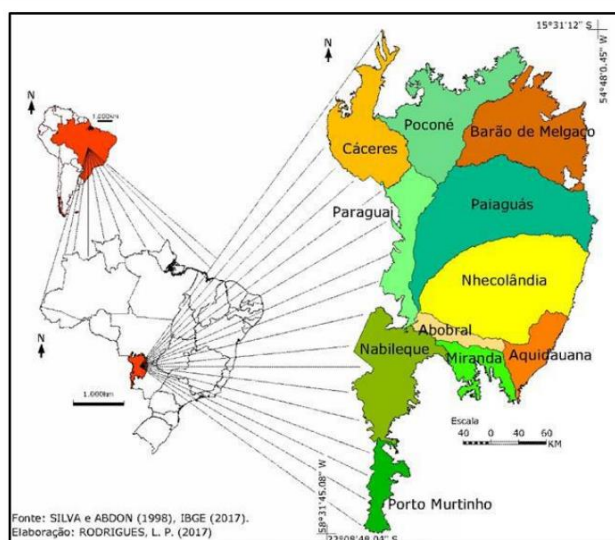 15°31'12" S
54°48'0.45" W
N
N
1.000km
Poconé
Barão de Melgaço
Cáceres
Paraguai
Paiaguás
Nhecolândia
N
Abobral
Nabileque
Miranda
Aquidauana
1.000km
Escala
40 0 40 60
KM
58°31'45.08" W
Porto Murtinho
22°08'48.04" S
Fonte: SILVA e ABDON (1998), IBGE (2017).
Elaboração: RODRIGUES, L. P. (2017)